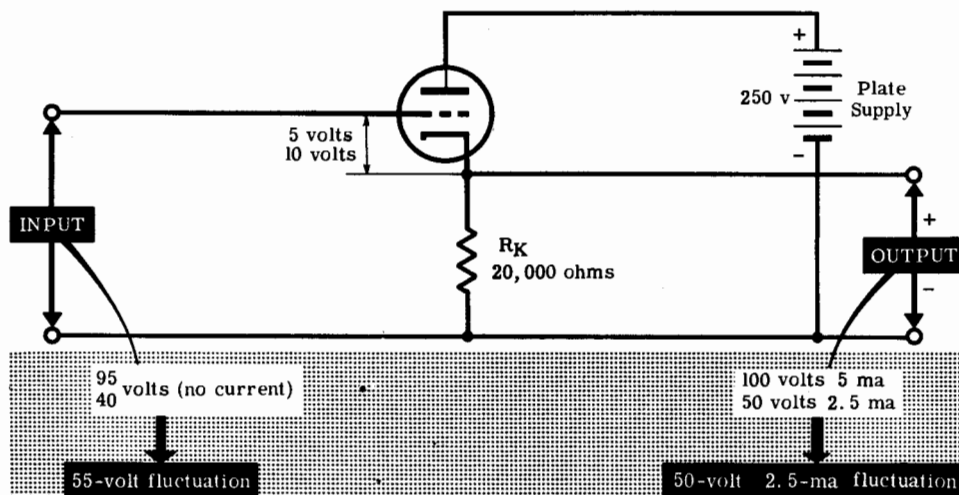 +
250 v
Plate
Supply
-
5 volts
10 volts
INPUT
RK
20,000 ohms
+
OUTPUT
-
95
40
volts (no current)
100 volts 5 ma
50 volts 2.5 ma
55-volt fluctuation
50-volt 2.5-ma fluctuation